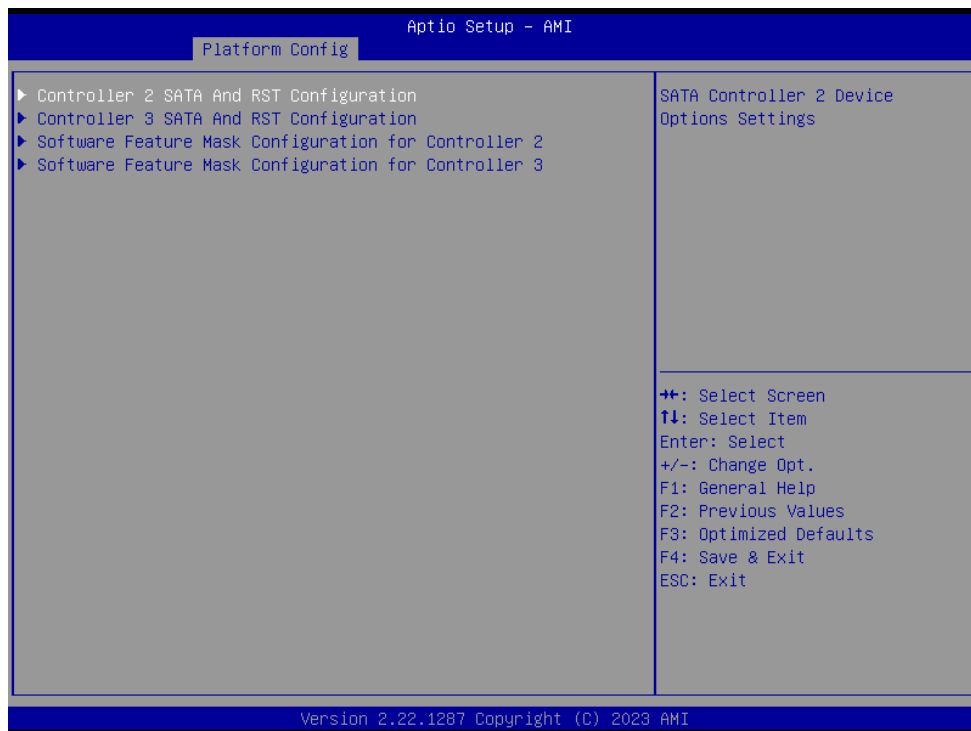 Aptio Setup – AMI
Platform Config
▶ Controller 2 SATA And RST Configuration
▶ Controller 3 SATA And RST Configuration
▶ Software Feature Mask Configuration for Controller 2
▶ Software Feature Mask Configuration for Controller 3
SATA Controller 2 Device
Options Settings
→←: Select Screen
↑↓: Select Item
Enter: Select
+/-: Change Opt.
F1: General Help
F2: Previous Values
F3: Optimized Defaults
F4: Save & Exit
ESC: Exit
Version 2.22.1287 Copyright (C) 2023 AMI